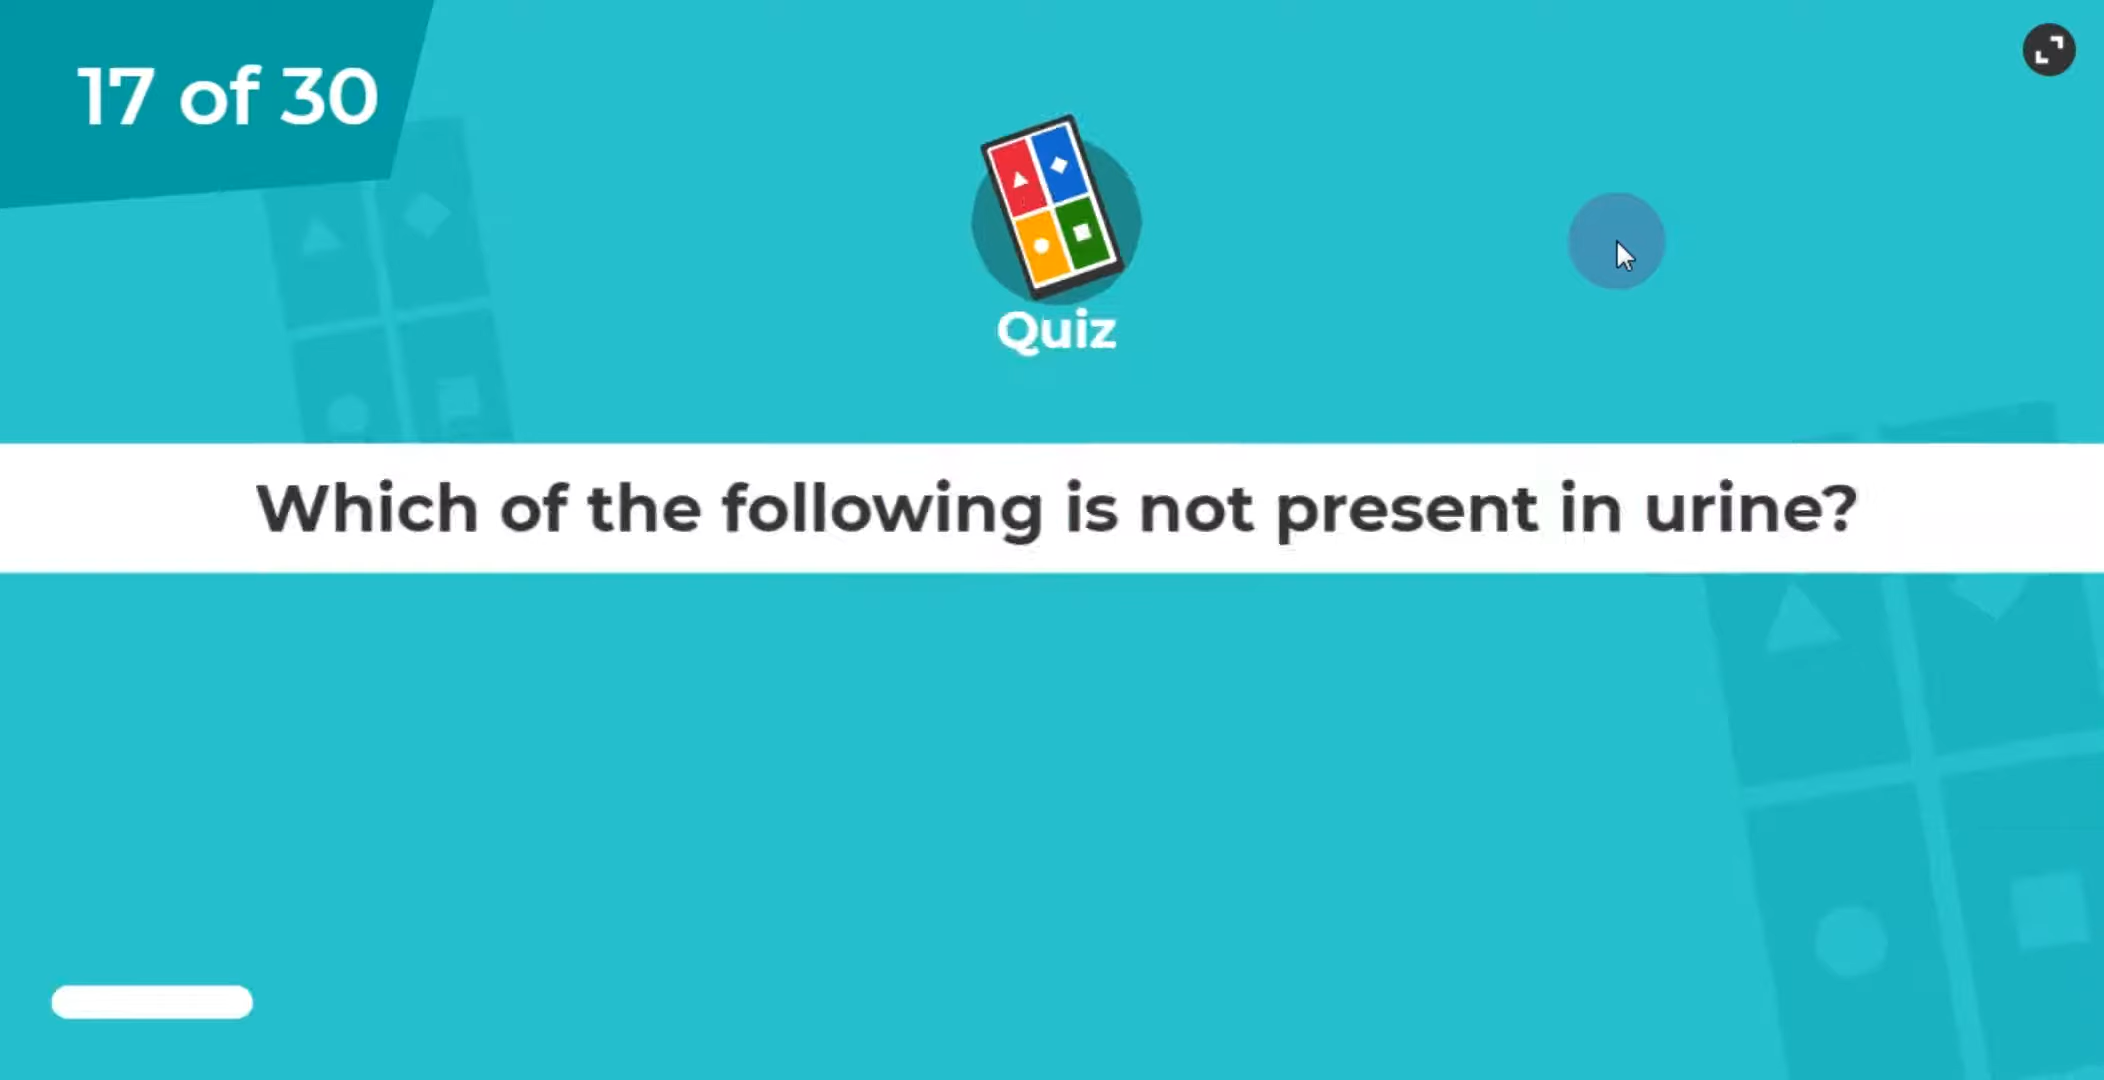 17 of 30
Quiz
Which of the following is not present in urine?